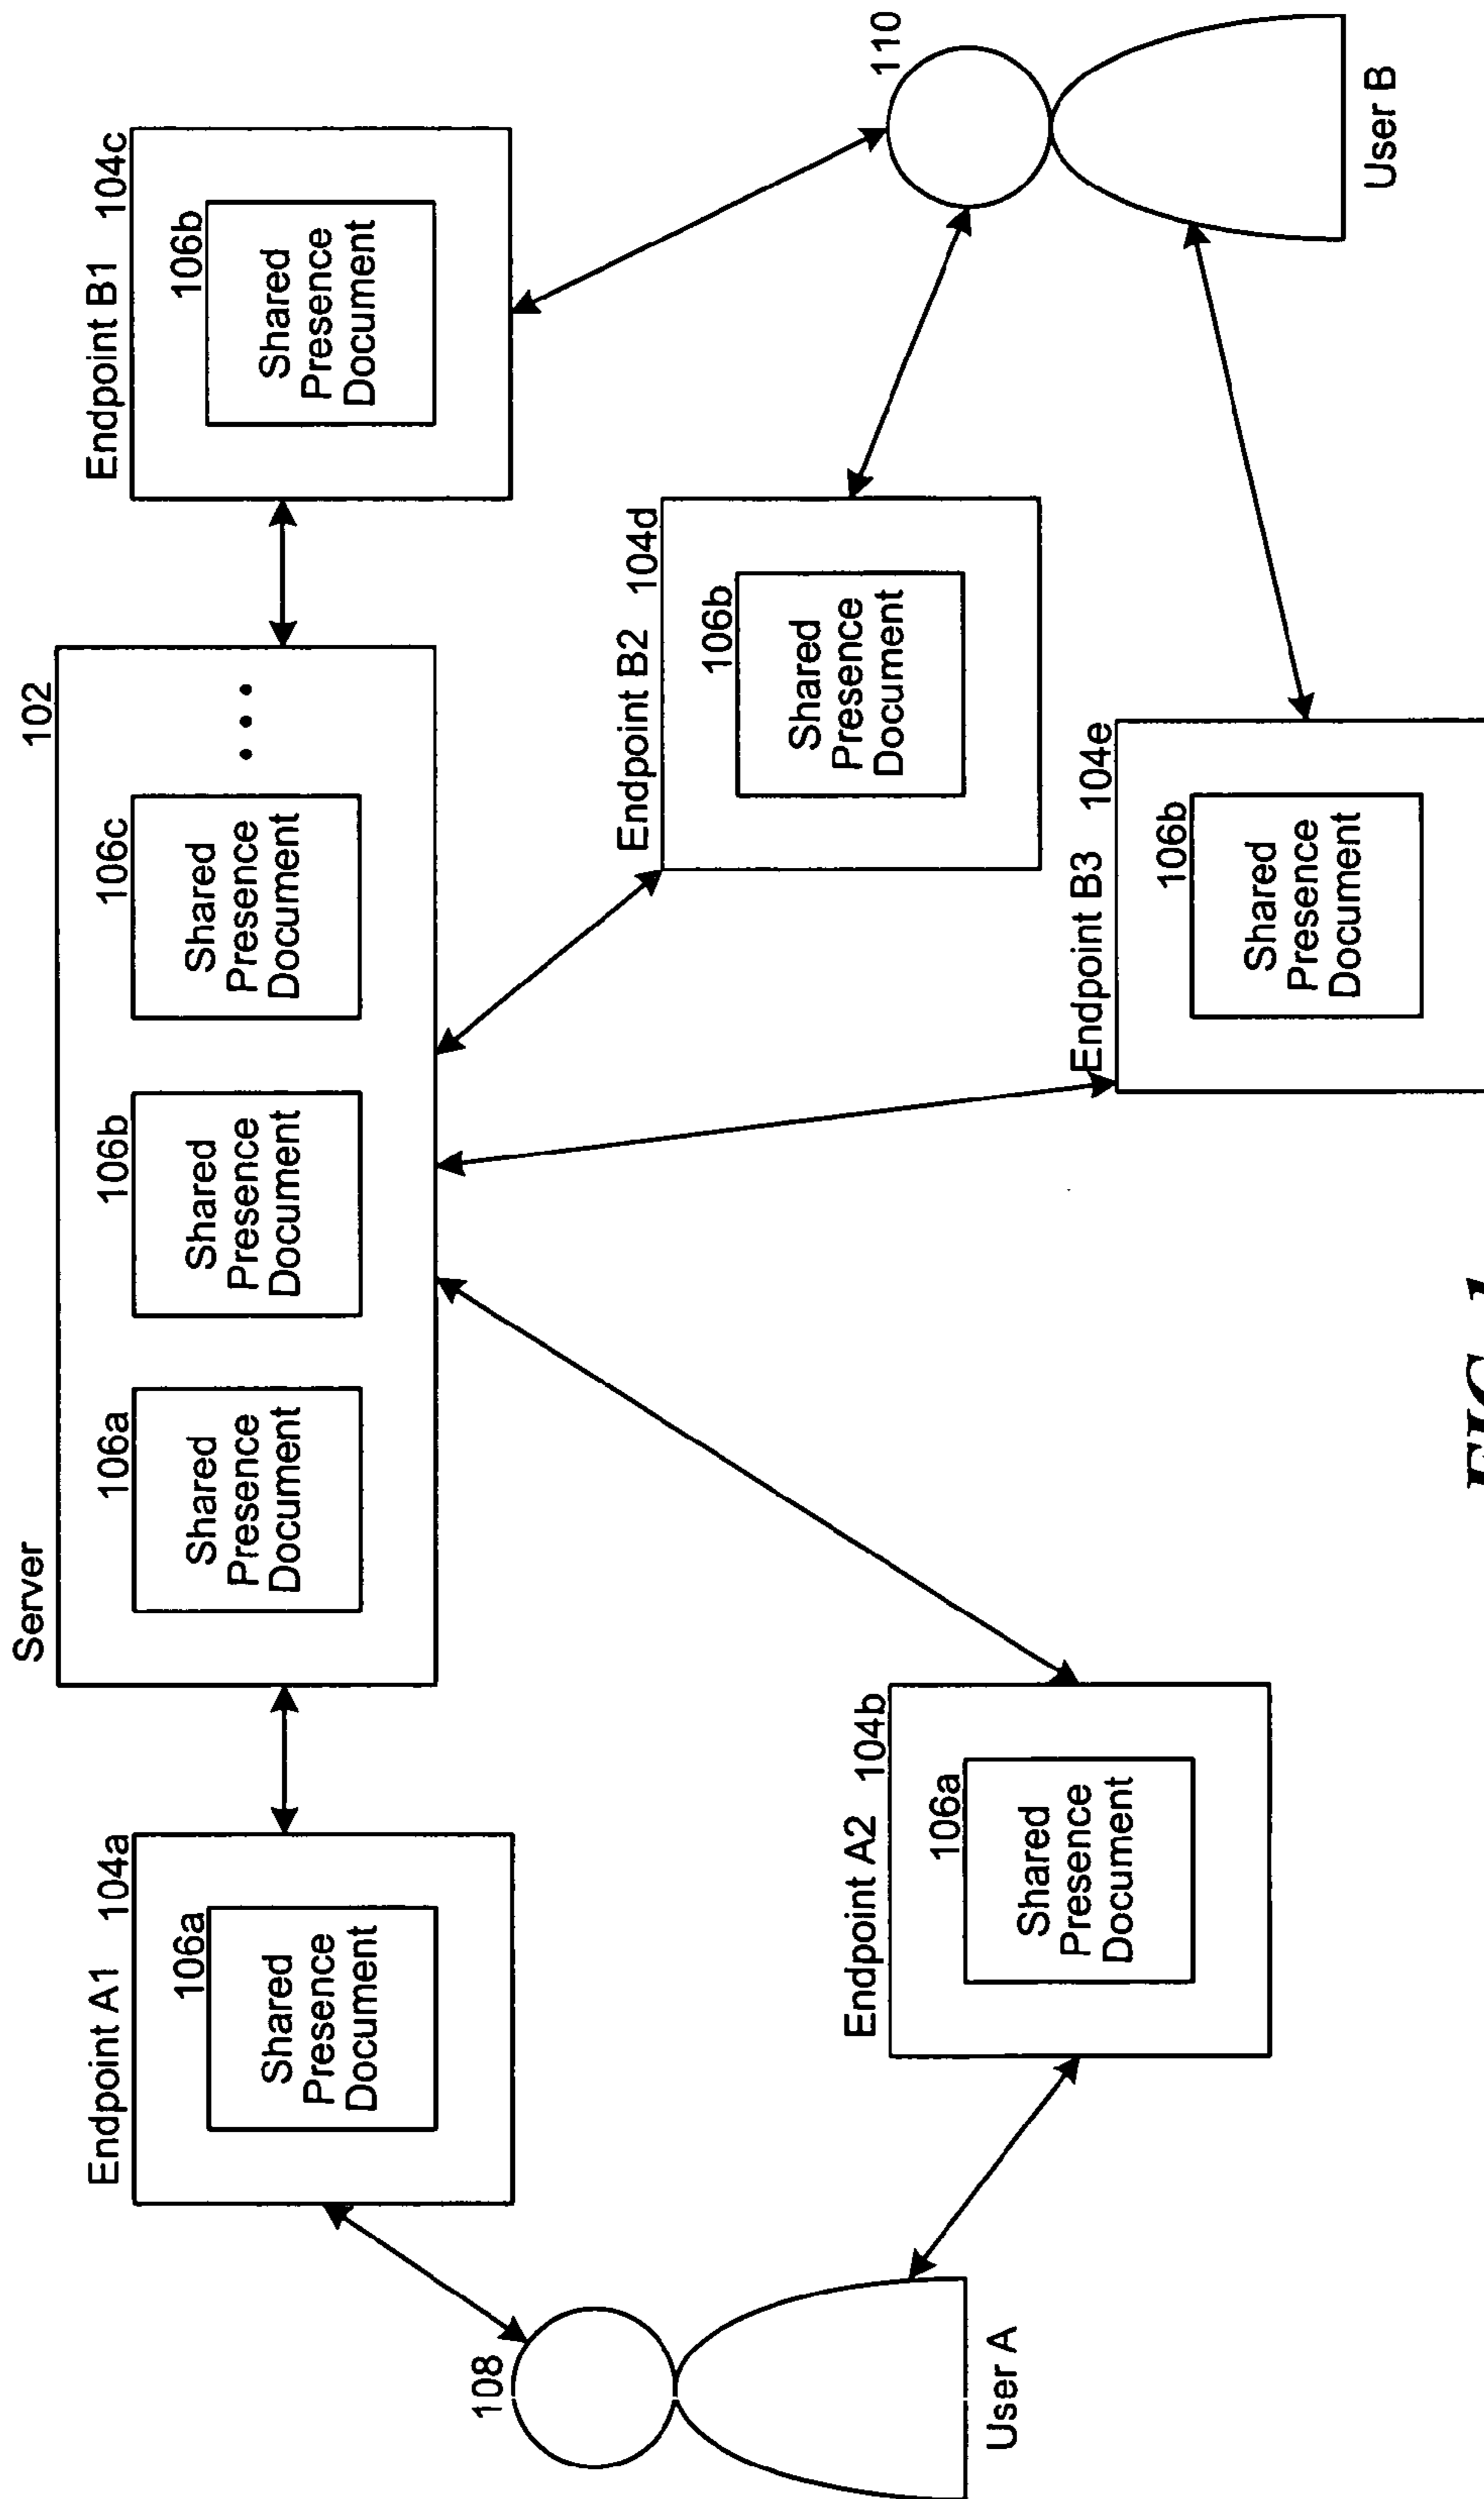 Server
102
106a
Shared
Presence
Document
106b
Shared
Presence
Document
106c
Shared
Presence
Document
Endpoint A1
104a
106a
Shared
Presence
Document
Endpoint B1
104c
106b
Shared
Presence
Document
Endpoint B2
104d
106b
Shared
Presence
Document
108
User A
Endpoint A2
104b
106a
Shared
Presence
Document
110
User B
Endpoint B3
104e
106b
Shared
Presence
Document